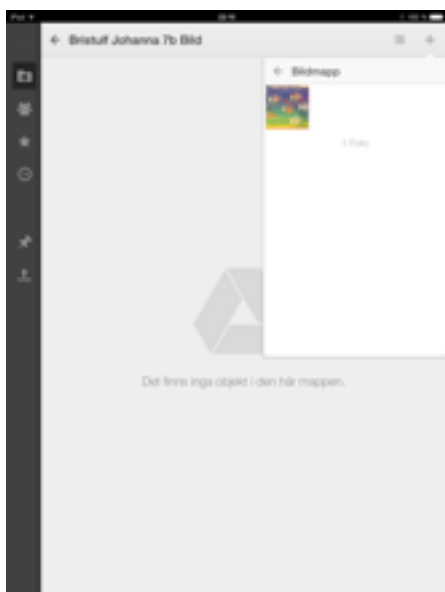 iPad
Bristulf Johanna 7b Bild
Bildmapp
1 Foto
Det finns inga objekt i den här mappen.